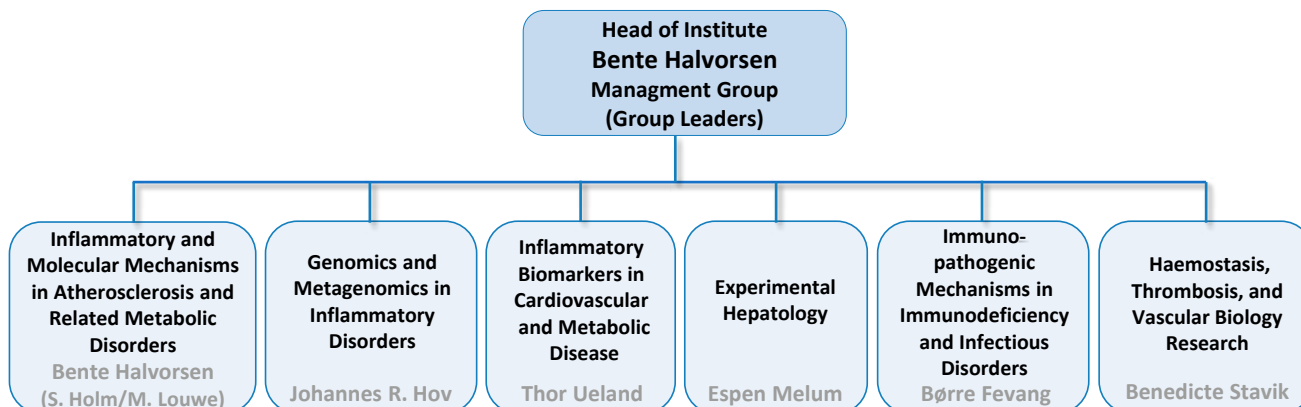 Head of Institute
Bente Halvorsen
Managment Group
(Group Leaders)
Inflammatory and
Molecular Mechanisms
in Atherosclerosis and
Related Metabolic
Disorders
Bente Halvorsen
(S. Holm/M. Louwe)
Genomics and
Metagenomics in
Inflammatory
Disorders
Johannes R. Hov
Inflammatory
Biomarkers in
Cardiovascular
and Metabolic
Disease
Thor Ueland
Experimental
Hepatology
Espen Melum
Immuno-
pathogenic
Mechanisms in
Immunodeficiency
and Infectious
Disorders
Børre Fevang
Haemostasis,
Thrombosis, and
Vascular Biology
Research
Benedicte Stavik